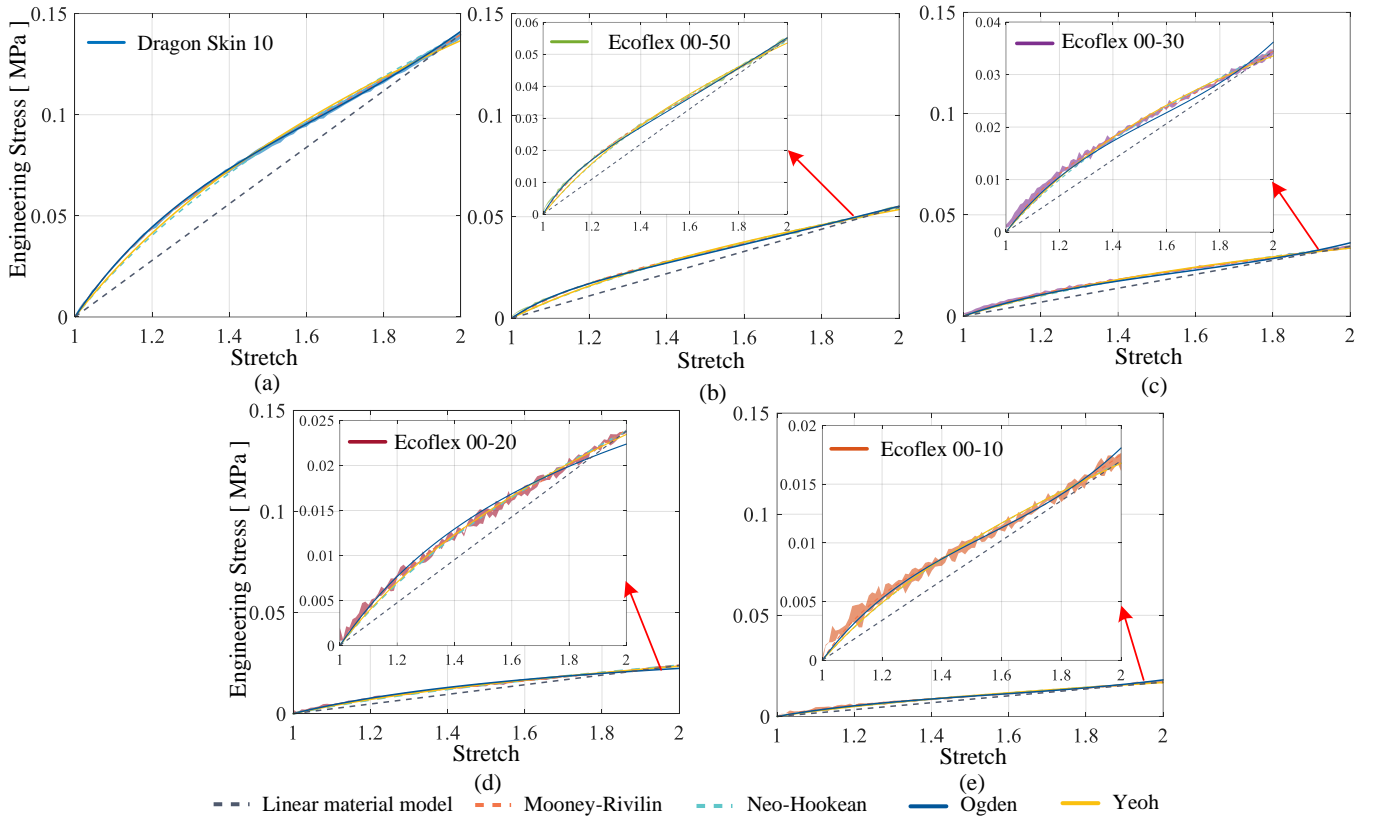 0.15
0.1
0.05
0
Engineering Stress [ MPa ]
Dragon Skin 10
1 1.2 1.4 1.6 1.8 2
Stretch
(a)
0.15
0.1
0.05
0
0.06
0.05
0.04
0.03
0.02
0.01
0
Ecoflex 00-50
1 1.2 1.4 1.6 1.8 2
1 1.2 1.4 1.6 1.8 2
Stretch
(b)
0.15
0.1
0.05
0
0.04
0.03
0.02
0.01
0
Ecoflex 00-30
1 1.2 1.4 1.6 1.8 2
1 1.2 1.4 1.6 1.8 2
Stretch
(c)
0.15
0.1
0.05
0
Engineering Stress [ MPa ]
0.025
0.02
0.015
0.01
0.005
0
Ecoflex 00-20
1 1.2 1.4 1.6 1.8 2
1 1.2 1.4 1.6 1.8 2
Stretch
(d)
0.15
0.1
0.05
0
0.02
0.015
0.01
0.005
0
Ecoflex 00-10
1 1.2 1.4 1.6 1.8 2
1 1.2 1.4 1.6 1.8 2
Stretch
(e)
Linear material model Mooney-Rivilin Neo-Hookean Ogden Yeoh